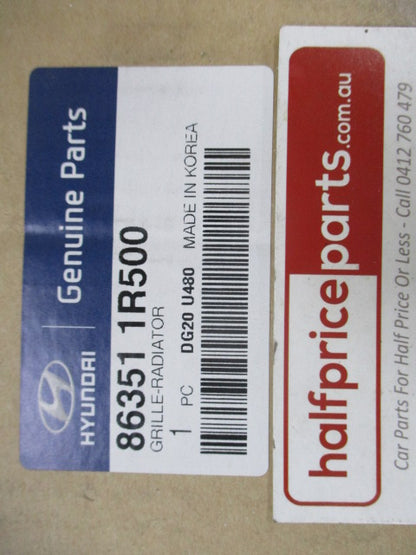 HYUNDAI | Genuine Parts
86351 1R500
GRILLE-RADIATOR
1 PC DG20 U480 MADE IN KOREA
halfpriceparts.com.au
Car Parts For Half Price Or Less - Call 0412 760 479